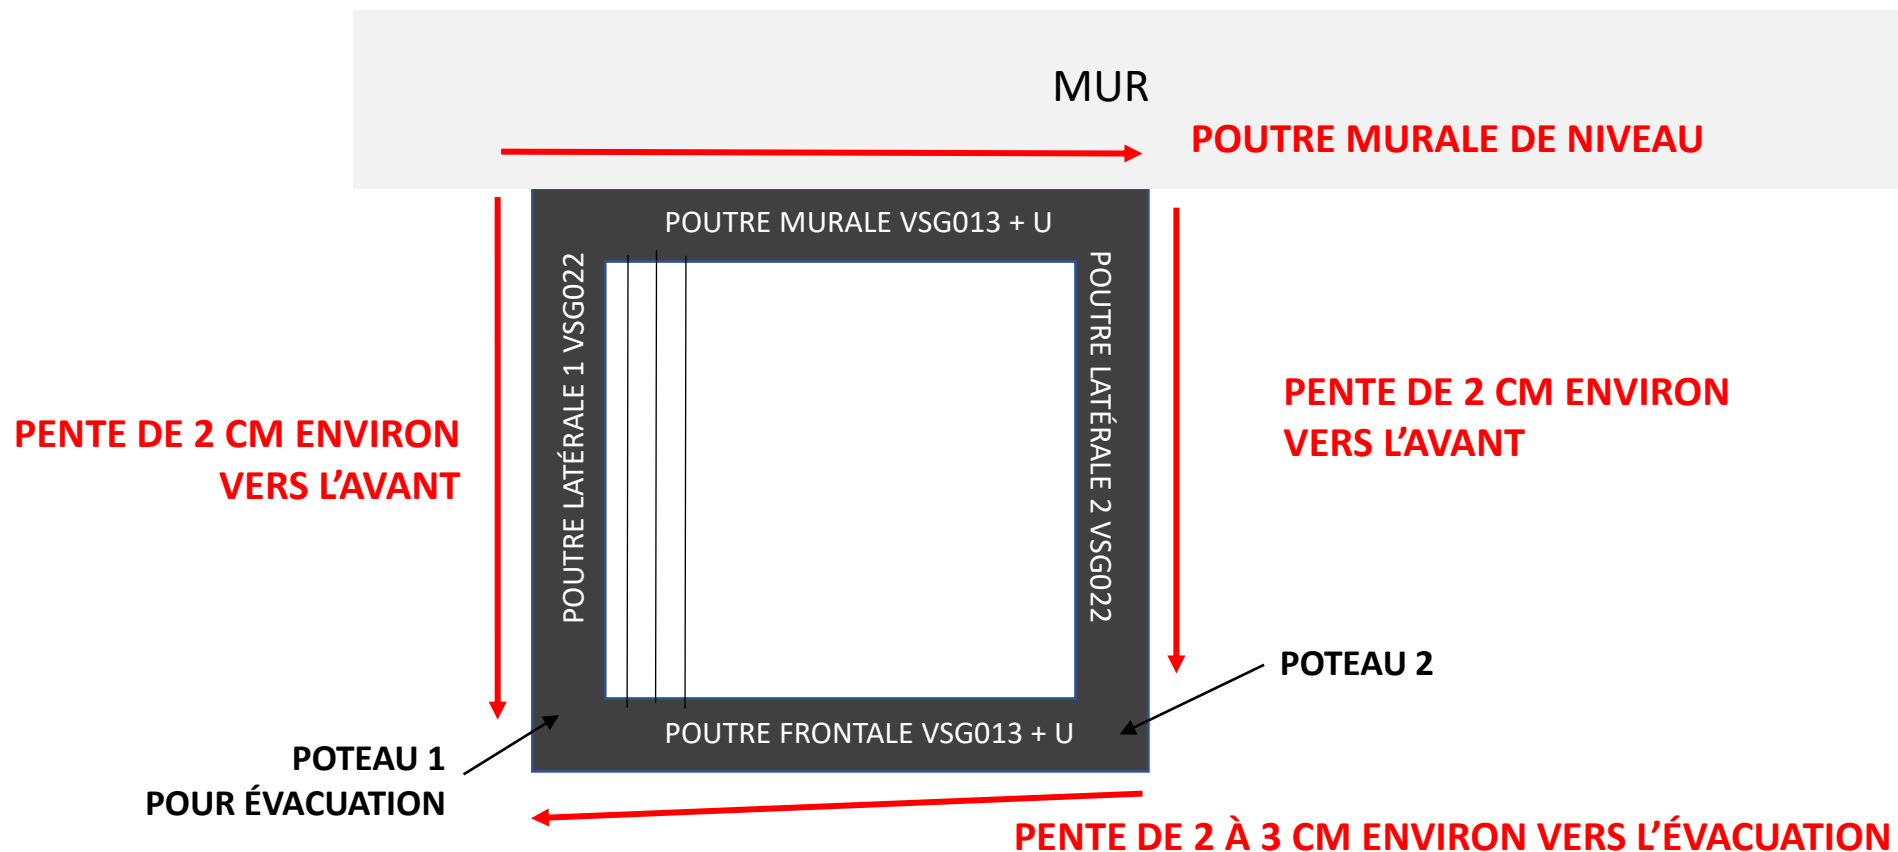 MUR
POUTRE MURALE DE NIVEAU
POUTRE MURALE VSG013 + U
POUTRE LATÉRALE 1 VSG022
POUTRE LATÉRALE 2 VSG022
PENTE DE 2 CM ENVIRON
VERS L’AVANT
PENTE DE 2 CM ENVIRON
VERS L’AVANT
POTEAU 2
POUTRE FRONTALE VSG013 + U
POTEAU 1
POUR ÉVACUATION
PENTE DE 2 À 3 CM ENVIRON VERS L’ÉVACUATION